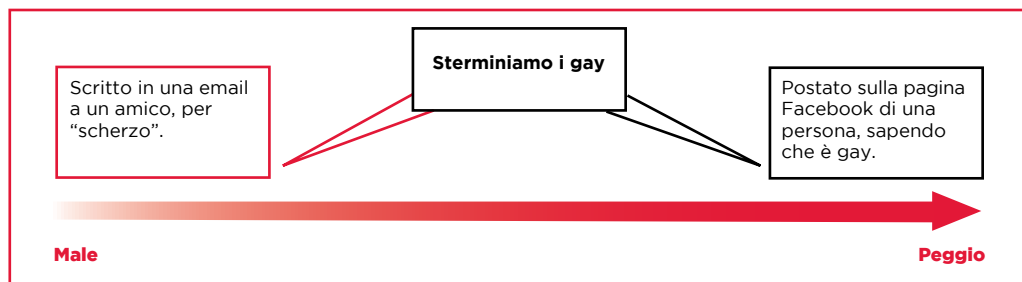 Sterminiamo i gay
Scritto in una email
a un amico, per
“scherzo”.
Postato sulla pagina
Facebook di una
persona, sapendo
che è gay.
Male
Peggio